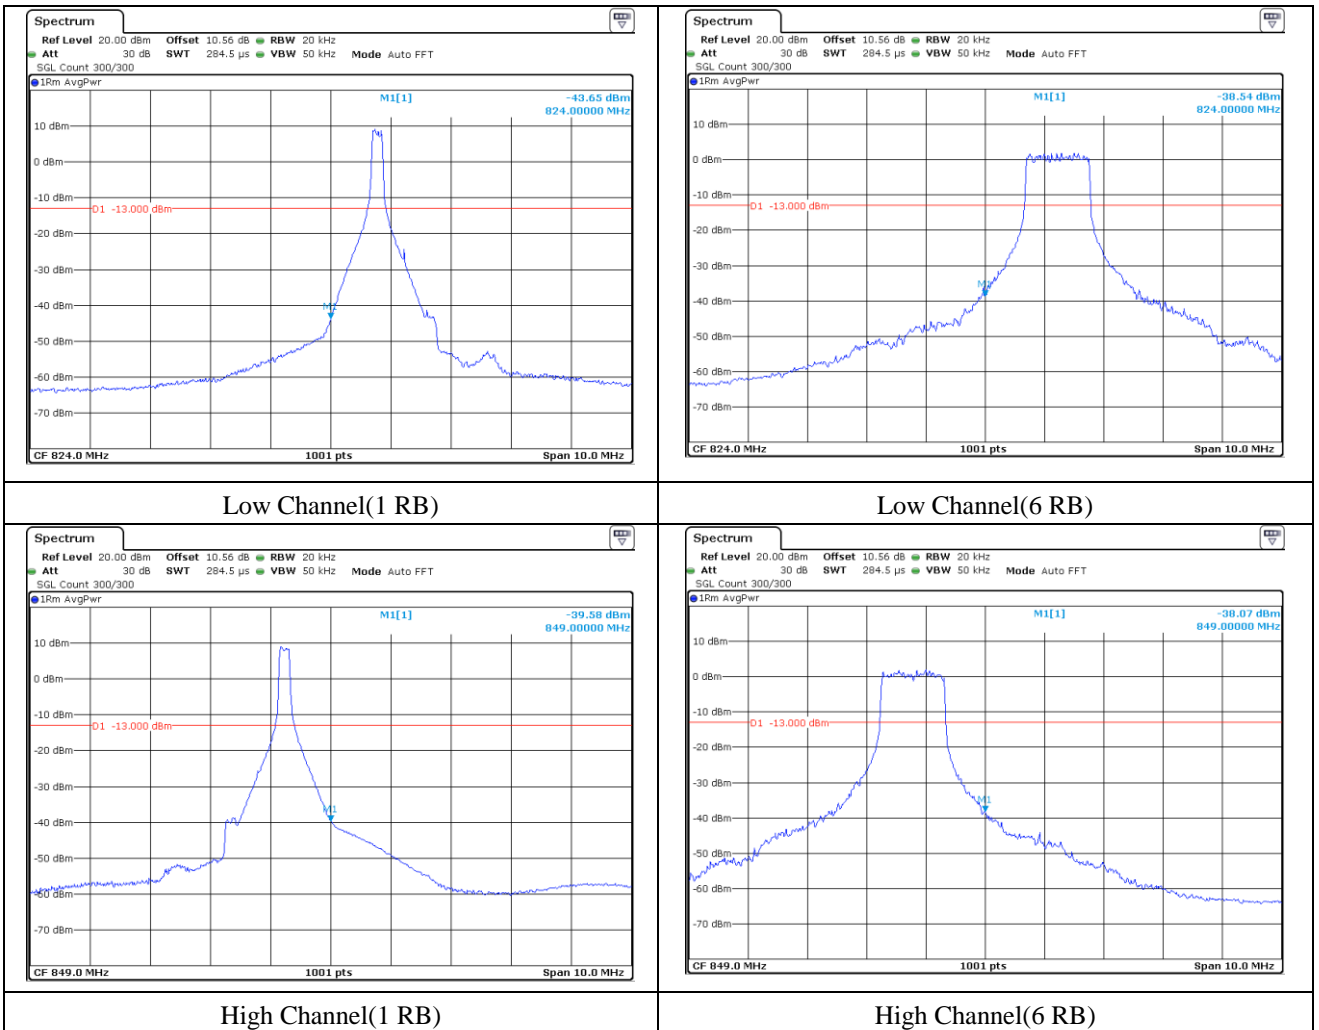 Spectrum
Ref Level 20.00 dBm Offset 10.56 dB RBW 20 kHz
Att 30 dB SWT 284.5 µs VBW 50 kHz Mode Auto FFT
SGL Count 300/300
1Rm AvgPwr
M1[1] -43.65 dBm
824.00000 MHz
10 dBm
0 dBm
-10 dBm
D1 -13.000 dBm
-20 dBm
-30 dBm
-40 dBm
M1
-50 dBm
-60 dBm
-70 dBm
CF 824.0 MHz 1001 pts Span 10.0 MHz
Low Channel(1 RB)
Spectrum
Ref Level 20.00 dBm Offset 10.56 dB RBW 20 kHz
Att 30 dB SWT 284.5 µs VBW 50 kHz Mode Auto FFT
SGL Count 300/300
1Rm AvgPwr
M1[1] -38.54 dBm
824.00000 MHz
10 dBm
0 dBm
-10 dBm
D1 -13.000 dBm
-20 dBm
-30 dBm
M1
-40 dBm
-50 dBm
-60 dBm
-70 dBm
CF 824.0 MHz 1001 pts Span 10.0 MHz
Low Channel(6 RB)
Spectrum
Ref Level 20.00 dBm Offset 10.56 dB RBW 20 kHz
Att 30 dB SWT 284.5 µs VBW 50 kHz Mode Auto FFT
SGL Count 300/300
1Rm AvgPwr
M1[1] -39.58 dBm
849.00000 MHz
10 dBm
0 dBm
-10 dBm
D1 -13.000 dBm
-20 dBm
-30 dBm
M1
-40 dBm
-50 dBm
-60 dBm
-70 dBm
CF 849.0 MHz 1001 pts Span 10.0 MHz
High Channel(1 RB)
Spectrum
Ref Level 20.00 dBm Offset 10.56 dB RBW 20 kHz
Att 30 dB SWT 284.5 µs VBW 50 kHz Mode Auto FFT
SGL Count 300/300
1Rm AvgPwr
M1[1] -38.07 dBm
849.00000 MHz
10 dBm
0 dBm
-10 dBm
D1 -13.000 dBm
-20 dBm
-30 dBm
M1
-40 dBm
-50 dBm
-60 dBm
-70 dBm
CF 849.0 MHz 1001 pts Span 10.0 MHz
High Channel(6 RB)